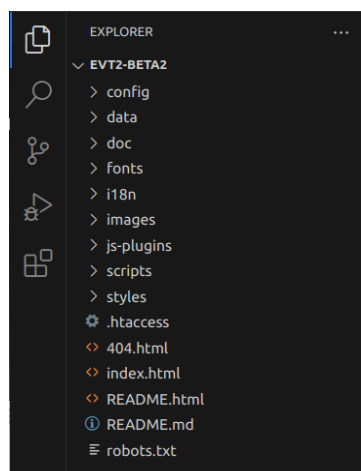 EXPLORER
EVT2-BETA2
config
data
doc
fonts
i18n
images
js-plugins
scripts
styles
.htaccess
404.html
index.html
README.html
README.md
robots.txt